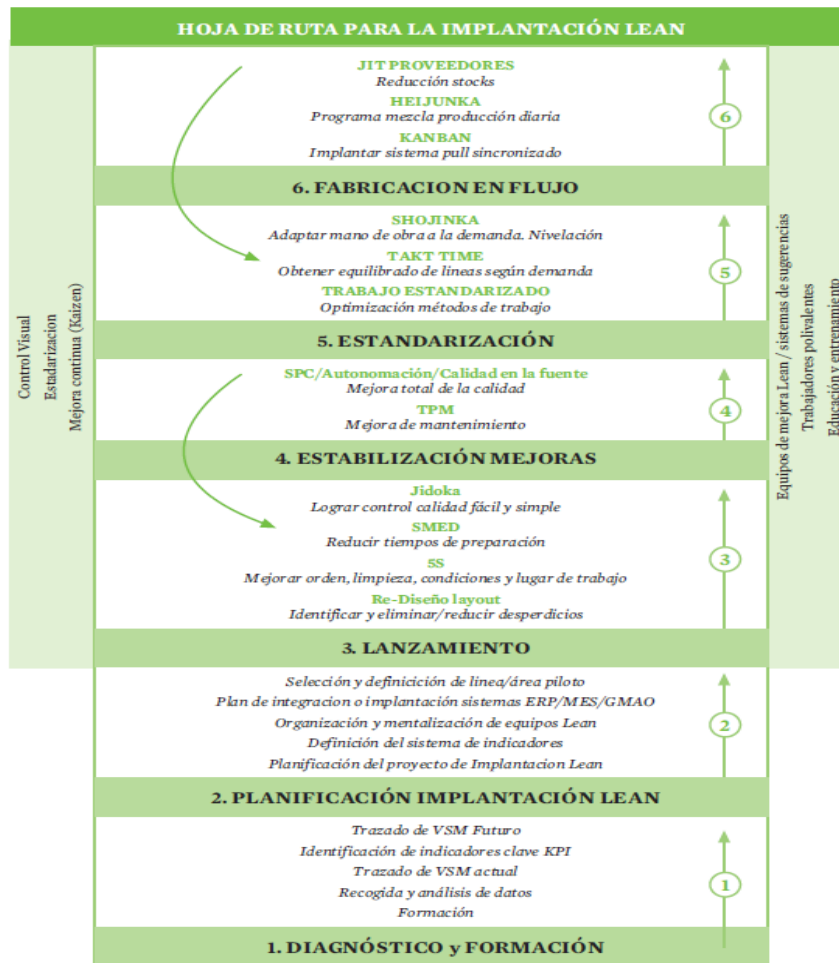 HOJA DE RUTA PARA LA IMPLANTACIÓN LEAN
JIT PROVEEDORES
Reducción stocks
HEIJUNKA
Programa mezcla producción diaria
KANBAN
Implantar sistema pull sincronizado
6
6. FABRICACION EN FLUJO
SHOJINKA
Adaptar mano de obra a la demanda. Nivelación
TAKT TIME
Obtener equilibrado de lineas según demanda
TRABAJO ESTANDARIZADO
Optimización métodos de trabajo
5
5. ESTANDARIZACIÓN
SPC/Autonomación/Calidad en la fuente
Mejora total de la calidad
TPM
Mejora de mantenimiento
4
4. ESTABILIZACIÓN MEJORAS
Jidoka
Lograr control calidad fácil y simple
SMED
Reducir tiempos de preparación
5S
Mejorar orden, limpieza, condiciones y lugar de trabajo
Re-Diseño layout
Identificar y eliminar/reducir desperdicios
3
3. LANZAMIENTO
Selección y definicición de linea/área piloto
Plan de integracion o implantación sistemas ERP/MES/GMAO
Organización y mentalización de equipos Lean
Definición del sistema de indicadores
Planificación del proyecto de Implantacion Lean
2
2. PLANIFICACIÓN IMPLANTACIÓN LEAN
Trazado de VSM Futuro
Identificación de indicadores clave KPI
Trazado de VSM actual
Recogida y análisis de datos
Formación
1
1. DIAGNÓSTICO y FORMACIÓN
Control Visual
Estadarizacion
Mejora continua (Kaizen)
Equipos de mejora Lean / sistemas de sugerencias
Trabajadores polivalentes
Educación y entrenamiento